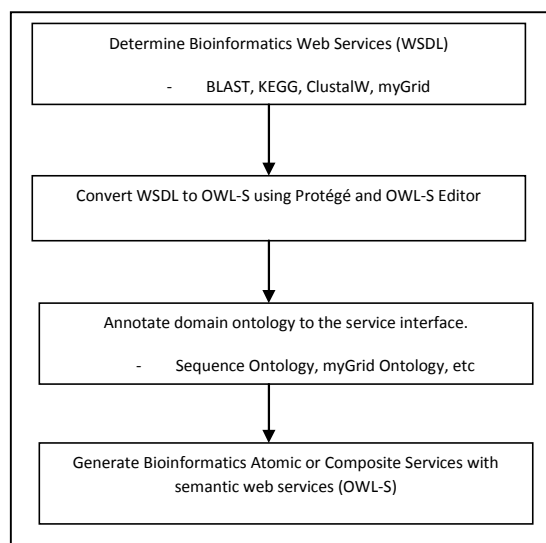 Determine Bioinformatics Web Services (WSDL)
- BLAST, KEGG, ClustalW, myGrid
Convert WSDL to OWL-S using Protégé and OWL-S Editor
Annotate domain ontology to the service interface.
- Sequence Ontology, myGrid Ontology, etc
Generate Bioinformatics Atomic or Composite Services with
semantic web services (OWL-S)